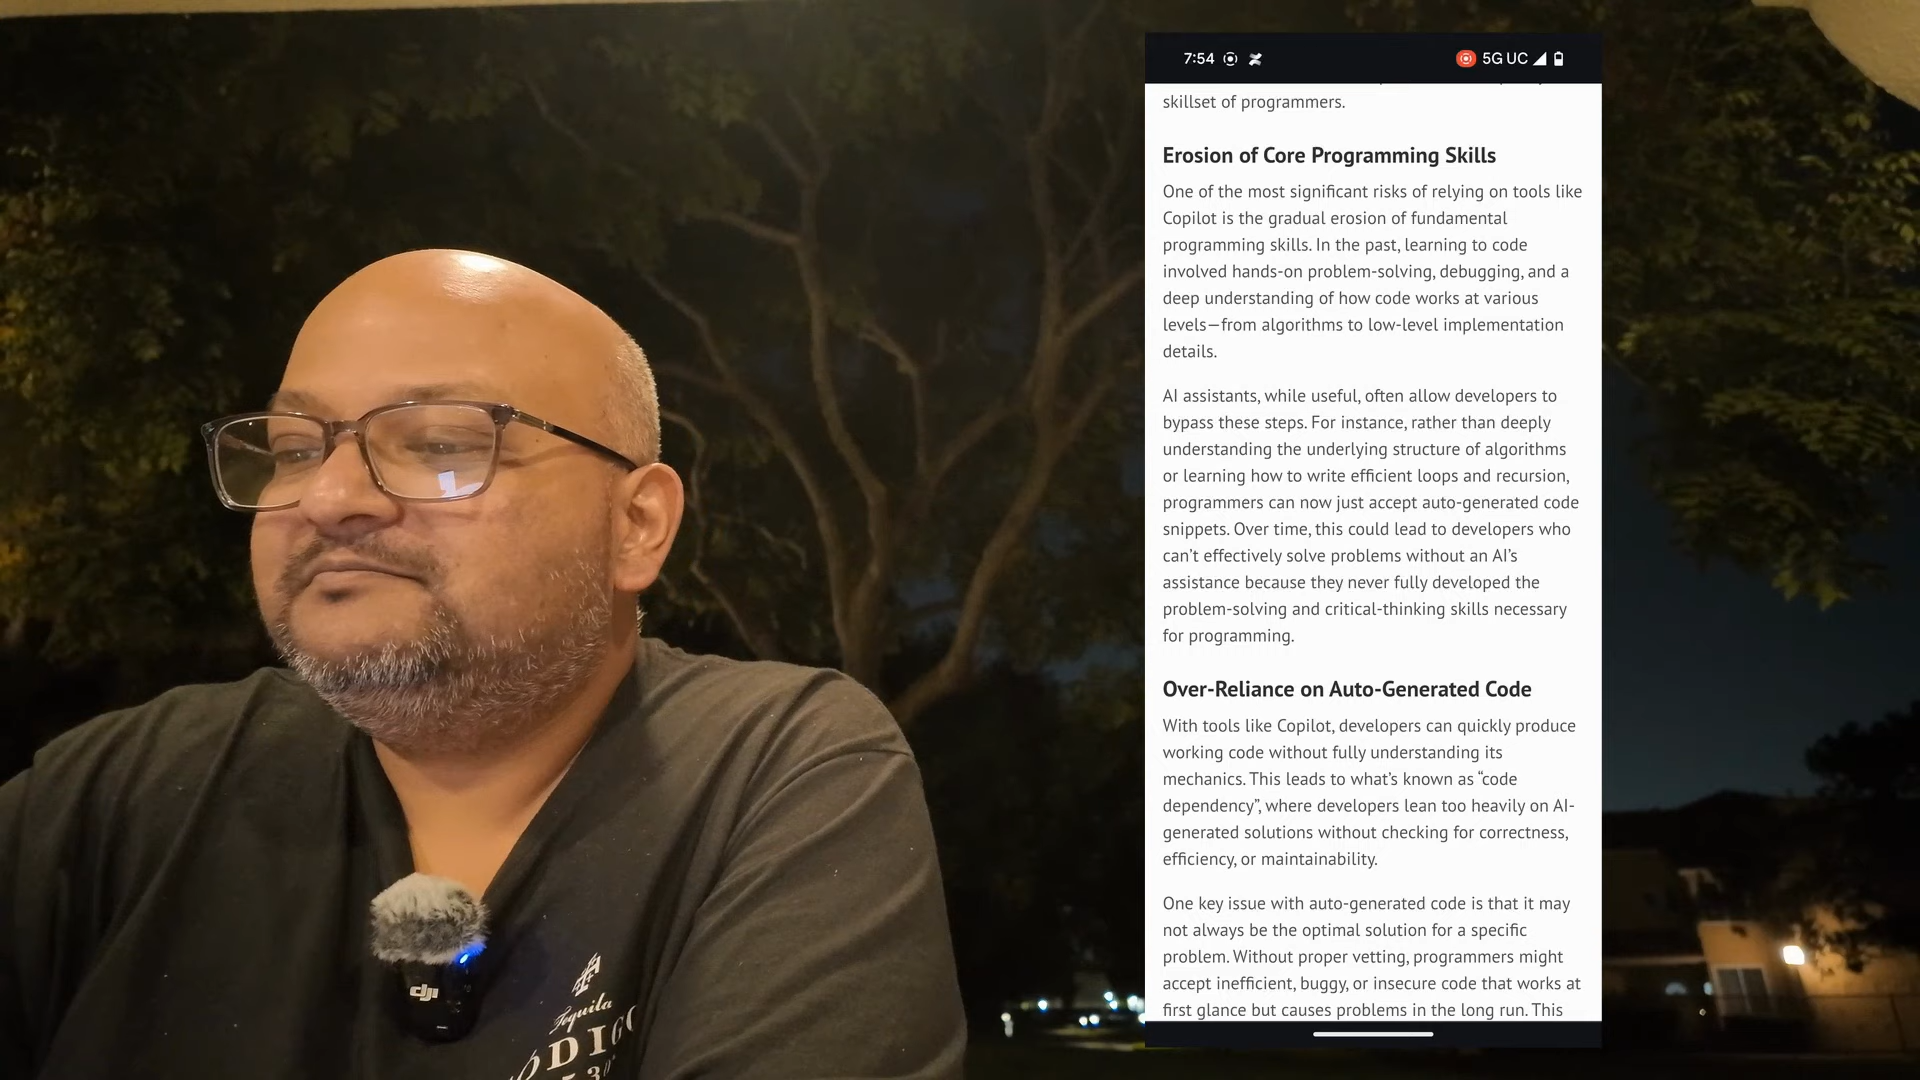 7:54
5G UC
skillset of programmers.
Erosion of Core Programming Skills
One of the most significant risks of relying on tools like
Copilot is the gradual erosion of fundamental
programming skills. In the past, learning to code
involved hands-on problem-solving, debugging, and a
deep understanding of how code works at various
levels—from algorithms to low-level implementation
details.
AI assistants, while useful, often allow developers to
bypass these steps. For instance, rather than deeply
understanding the underlying structure of algorithms
or learning how to write efficient loops and recursion,
programmers can now just accept auto-generated code
snippets. Over time, this could lead to developers who
can’t effectively solve problems without an AI’s
assistance because they never fully developed the
problem-solving and critical-thinking skills necessary
for programming.
Over-Reliance on Auto-Generated Code
With tools like Copilot, developers can quickly produce
working code without fully understanding its
mechanics. This leads to what’s known as “code
dependency”, where developers lean too heavily on AI-
generated solutions without checking for correctness,
efficiency, or maintainability.
One key issue with auto-generated code is that it may
not always be the optimal solution for a specific
problem. Without proper vetting, programmers might
accept inefficient, buggy, or insecure code that works at
first glance but causes problems in the long run. This
dji
Tequila